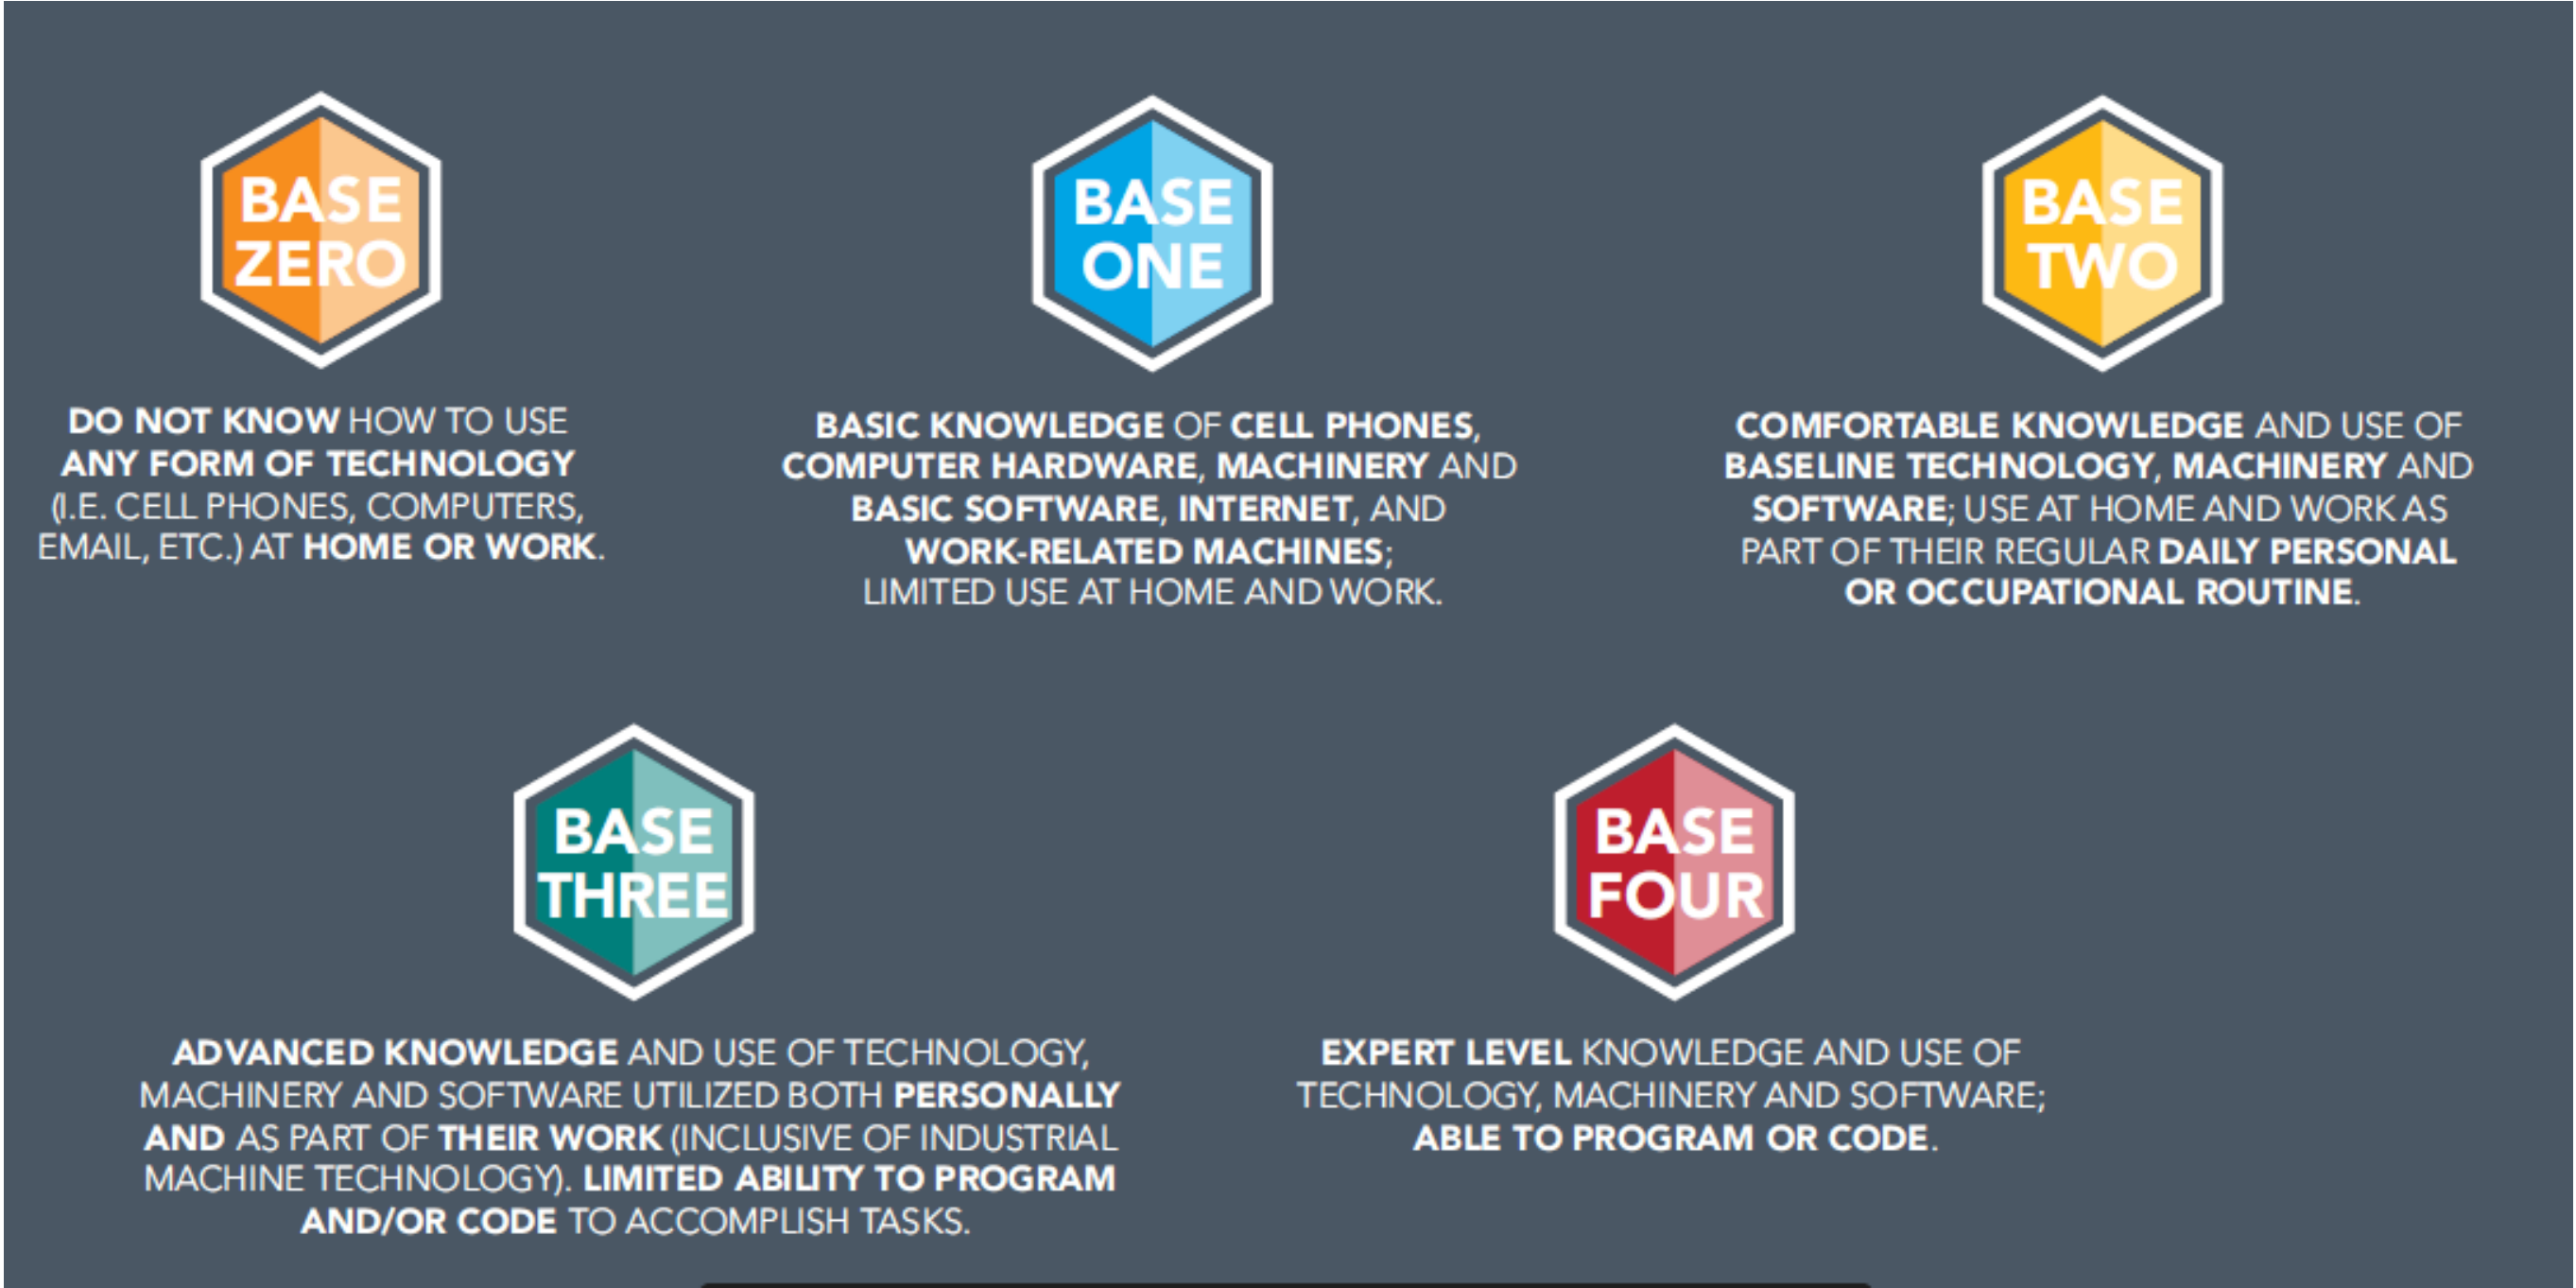 BASE
ZERO
DO NOT KNOW HOW TO USE
ANY FORM OF TECHNOLOGY
(I.E. CELL PHONES, COMPUTERS,
EMAIL, ETC.) AT HOME OR WORK.
BASE
ONE
BASIC KNOWLEDGE OF CELL PHONES,
COMPUTER HARDWARE, MACHINERY AND
BASIC SOFTWARE, INTERNET, AND
WORK-RELATED MACHINES;
LIMITED USE AT HOME AND WORK.
BASE
TWO
COMFORTABLE KNOWLEDGE AND USE OF
BASELINE TECHNOLOGY, MACHINERY AND
SOFTWARE; USE AT HOME AND WORK AS
PART OF THEIR REGULAR DAILY PERSONAL
OR OCCUPATIONAL ROUTINE.
BASE
THREE
ADVANCED KNOWLEDGE AND USE OF TECHNOLOGY,
MACHINERY AND SOFTWARE UTILIZED BOTH PERSONALLY
AND AS PART OF THEIR WORK (INCLUSIVE OF INDUSTRIAL
MACHINE TECHNOLOGY). LIMITED ABILITY TO PROGRAM
AND/OR CODE TO ACCOMPLISH TASKS.
BASE
FOUR
EXPERT LEVEL KNOWLEDGE AND USE OF
TECHNOLOGY, MACHINERY AND SOFTWARE;
ABLE TO PROGRAM OR CODE.